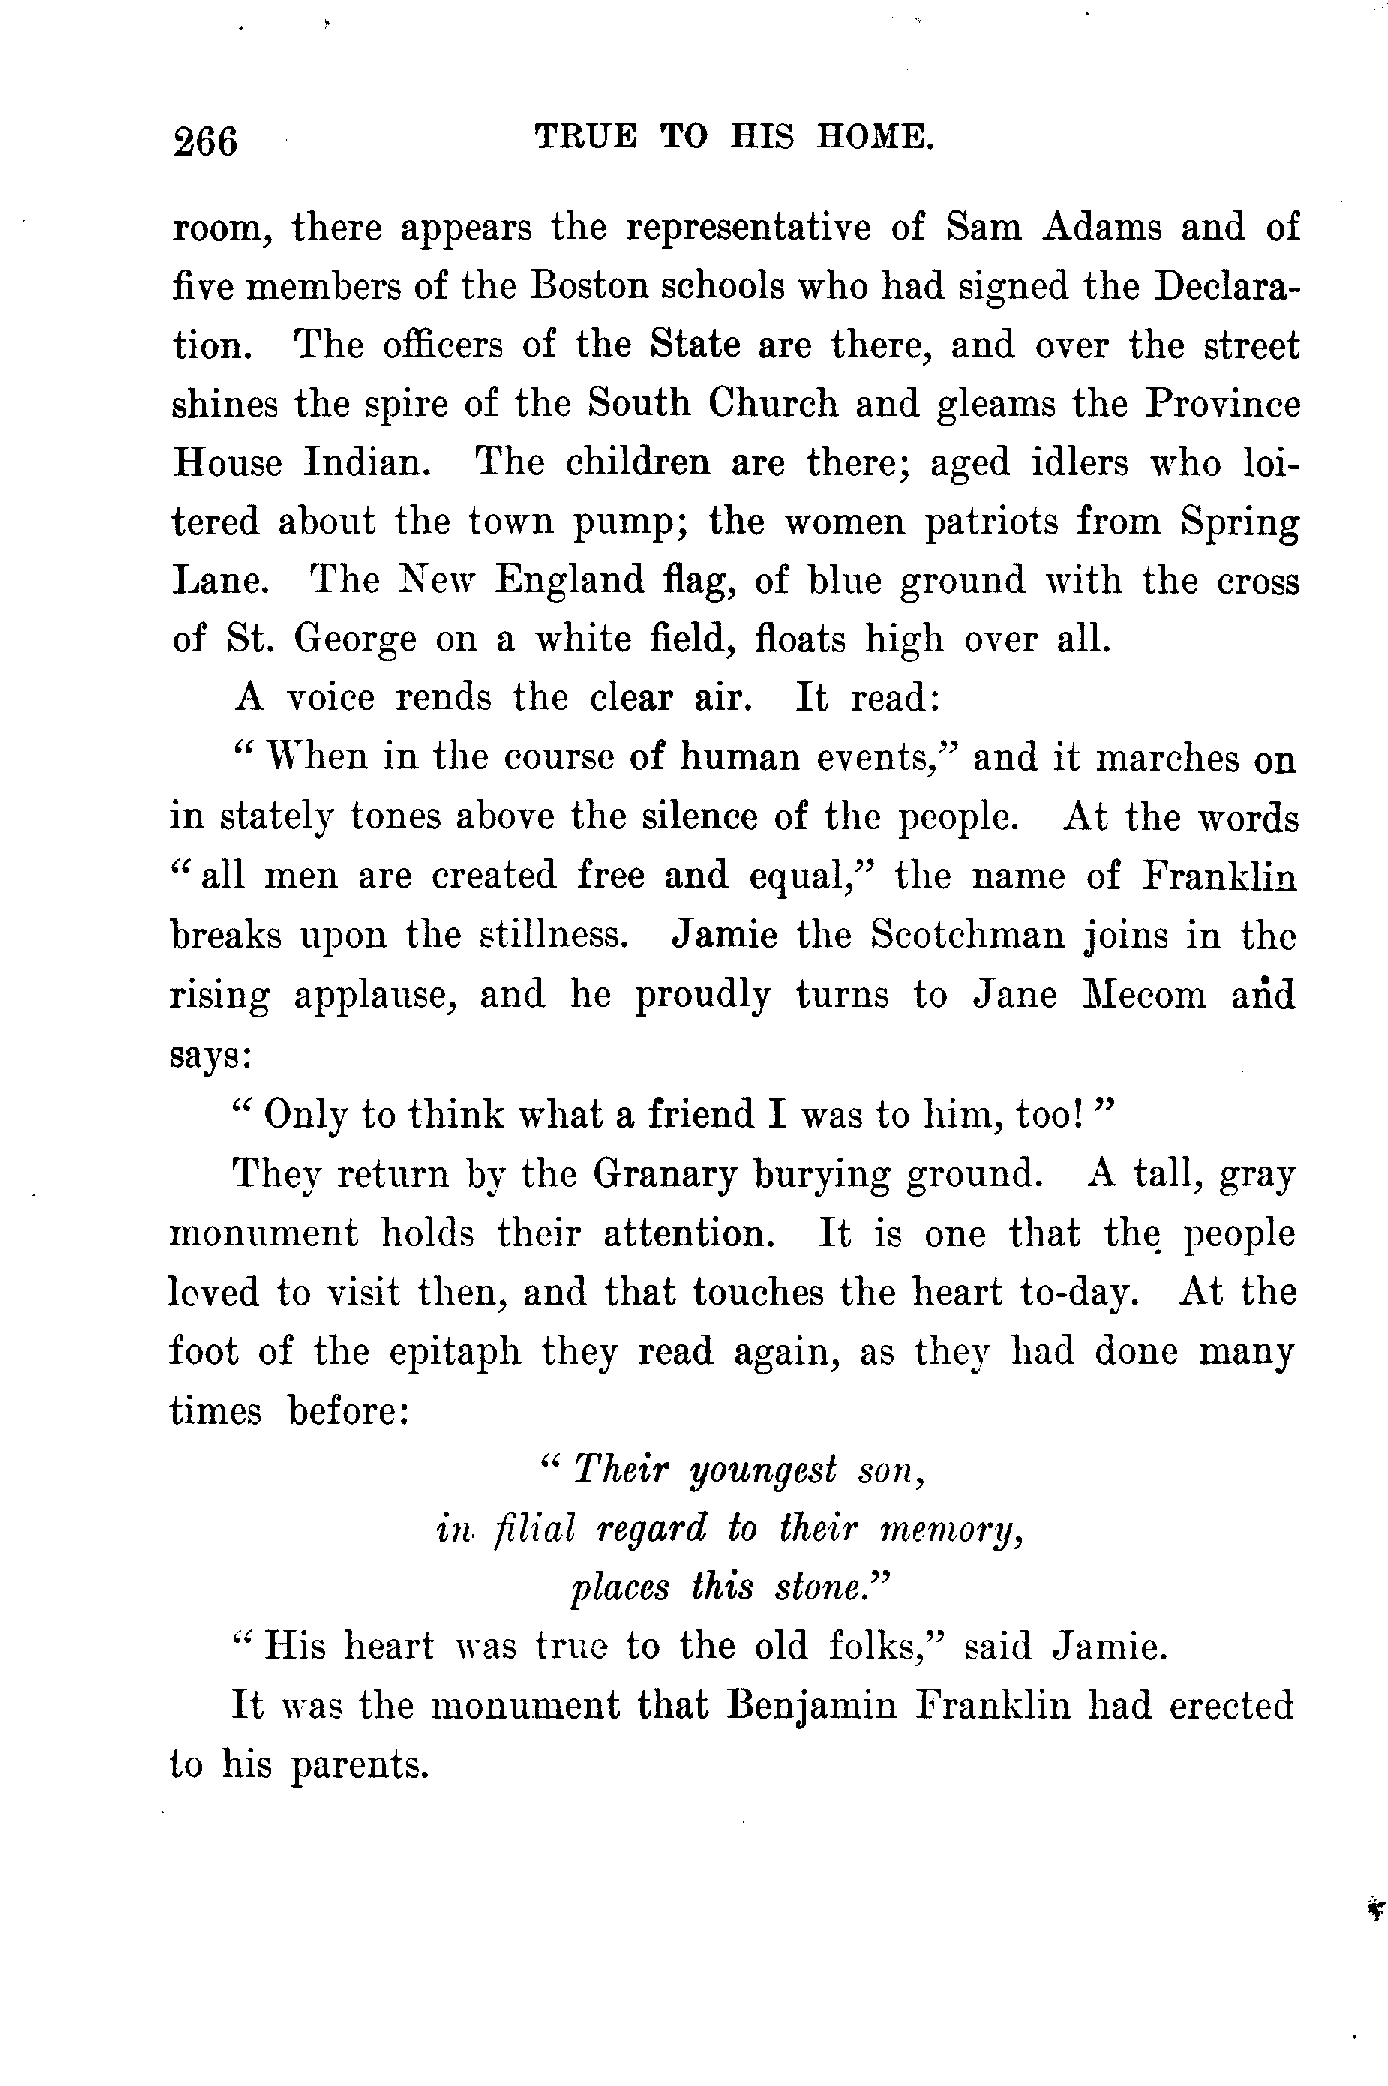 266 TRUE TO HIS HOME.
room, there appears the representative of Sam Adams and of
five members of the Boston schools who had signed the Declara-
tion. The officers of the State are there, and over the street
shines the spire of the South Church and gleams the Province
House Indian. The children are there; aged idlers who loi-
tered about the town pump; the women patriots from Spring
Lane. The New England flag, of blue ground with the cross
of St. George on a white field, floats high over all.
A voice rends the clear air. It read:
“When in the course of human events,” and it marches on
in stately tones above the silence of the people. At the words
“all men are created free and equal,” the name of Franklin
breaks upon the stillness. Jamie the Scotchman joins in the
rising applause, and he proudly turns to Jane Mecom and
says:
“Only to think what a friend I was to him, too!”
They return by the Granary burying ground. A tall, gray
monument holds their attention. It is one that the people
loved to visit then, and that touches the heart to-day. At the
foot of the epitaph they read again, as they had done many
times before:
“Their youngest son,
in filial regard to their memory,
places this stone.”
“His heart was true to the old folks,” said Jamie.
It was the monument that Benjamin Franklin had erected
to his parents.